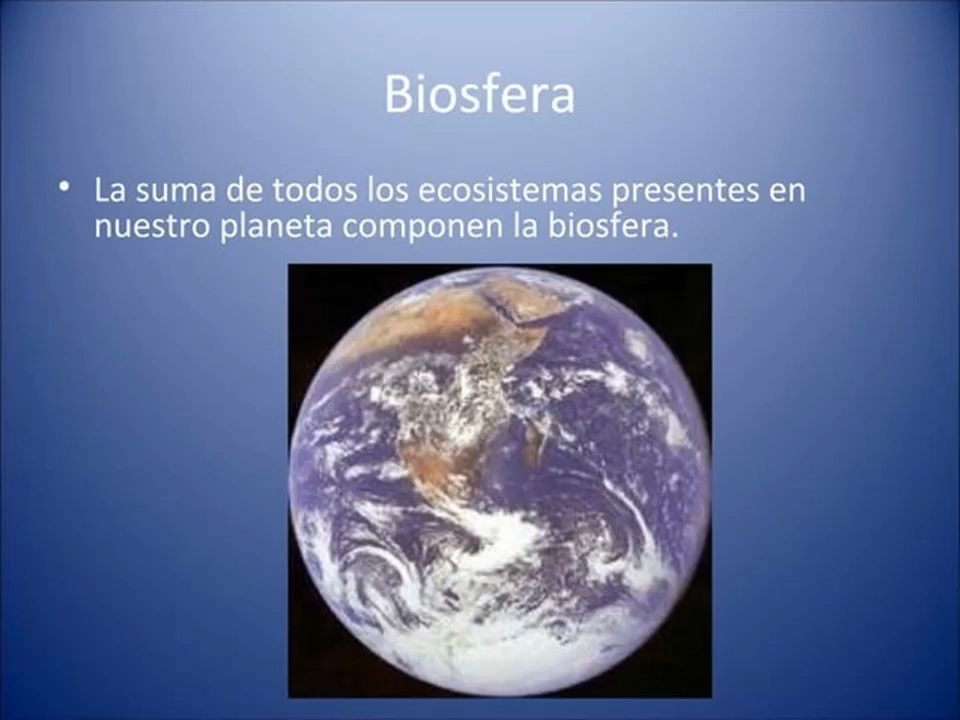 Biosfera
• La suma de todos los ecosistemas presentes en
nuestro planeta componen la biosfera.